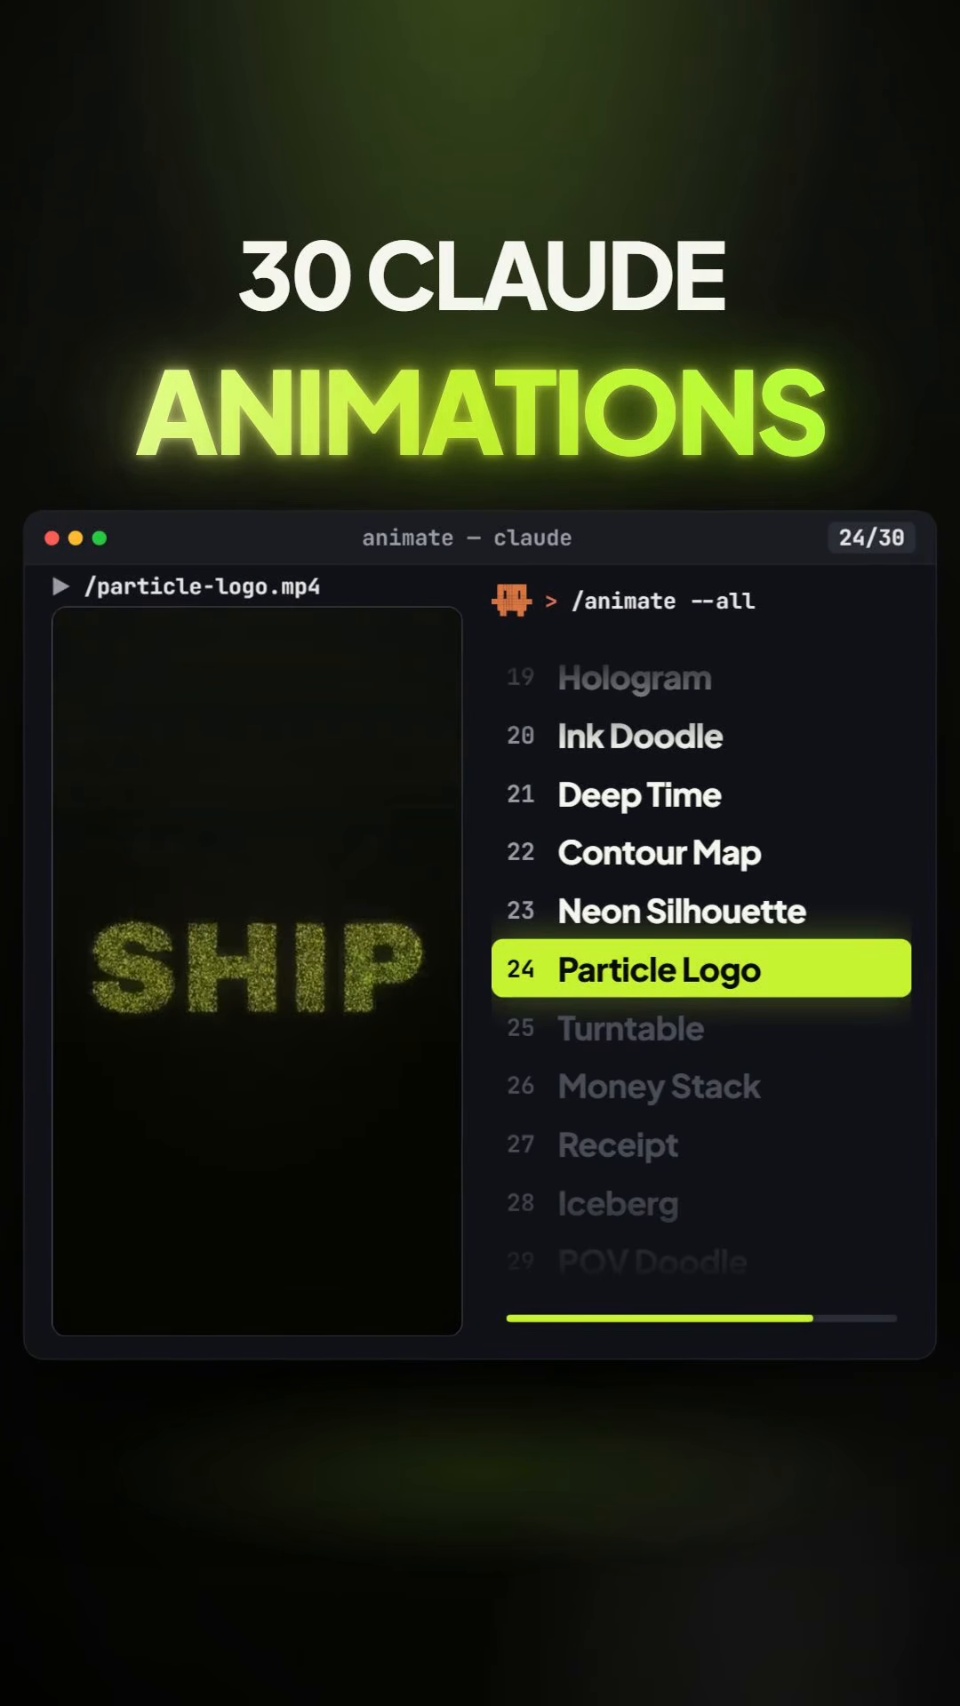 30 CLAUDE
ANIMATIONS
animate — claude
24/30
/particle-logo.mp4
SHIP
> /animate --all
19 Hologram
20 Ink Doodle
21 Deep Time
22 Contour Map
23 Neon Silhouette
24 Particle Logo
25 Turntable
26 Money Stack
27 Receipt
28 Iceberg
29 POV Doodle